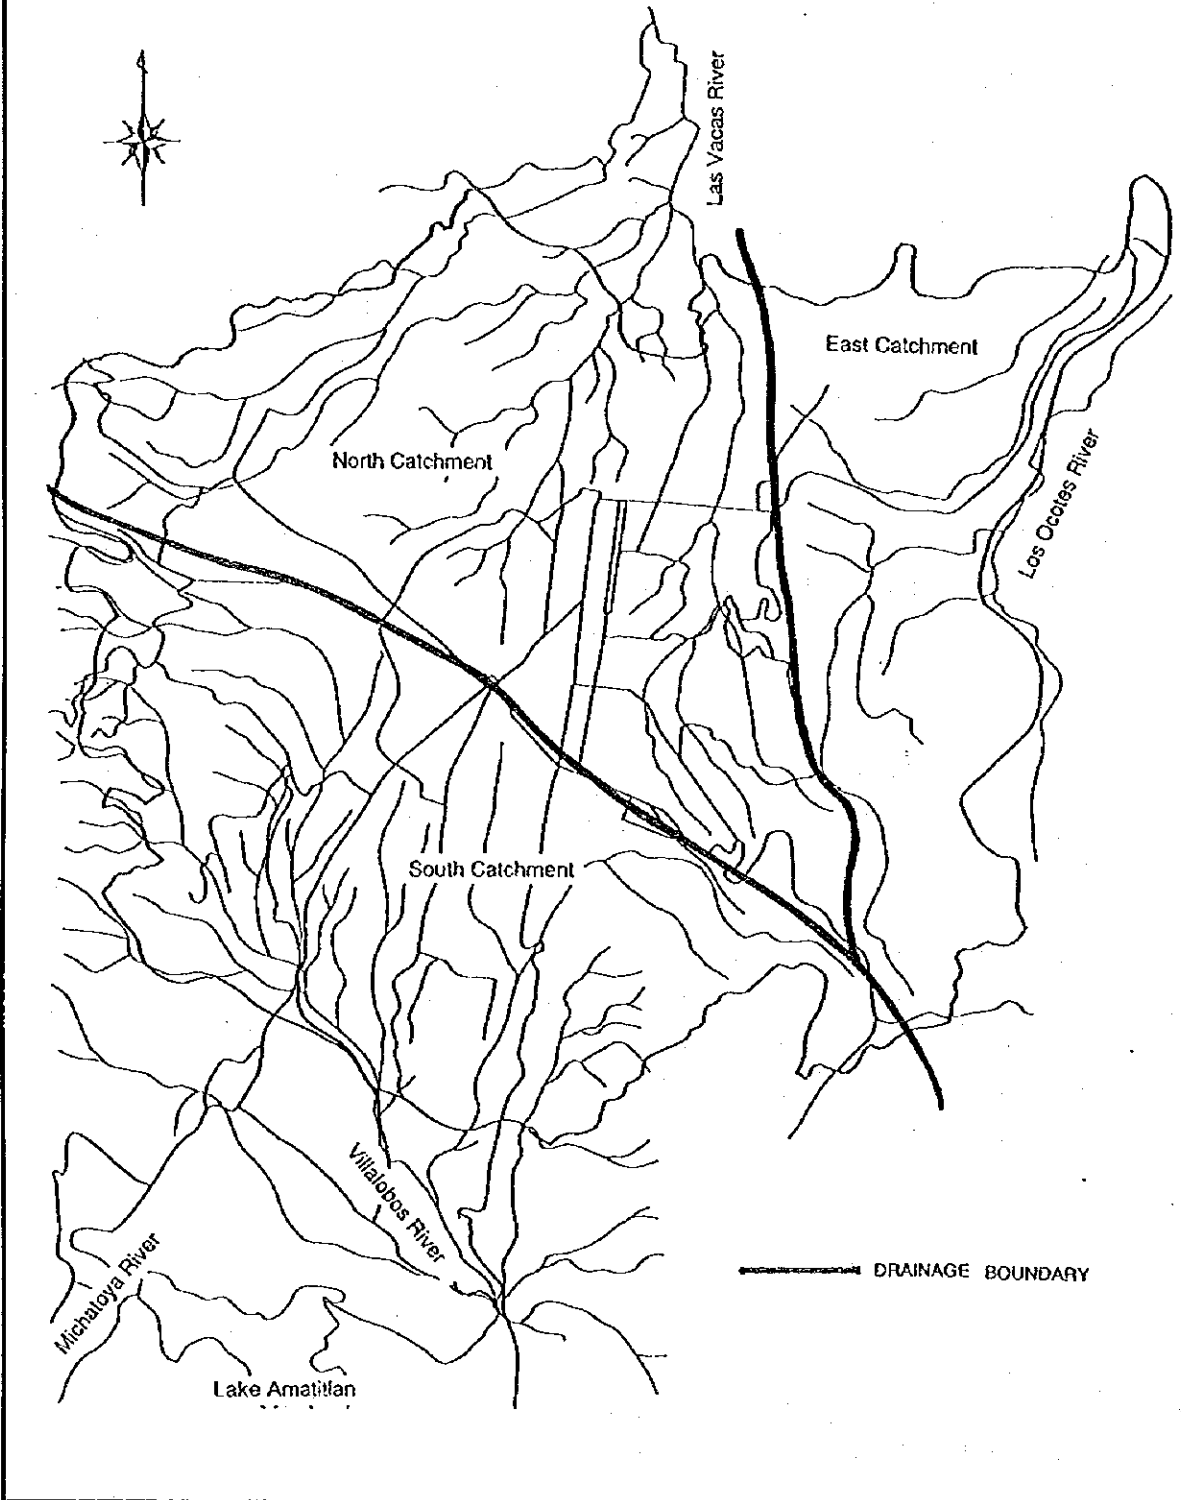 Las Vacas River
East Catchment
North Catchment
Los Ocotes River
South Catchment
Villalobos River
Michatoya River
DRAINAGE BOUNDARY
Lake Amatitlan